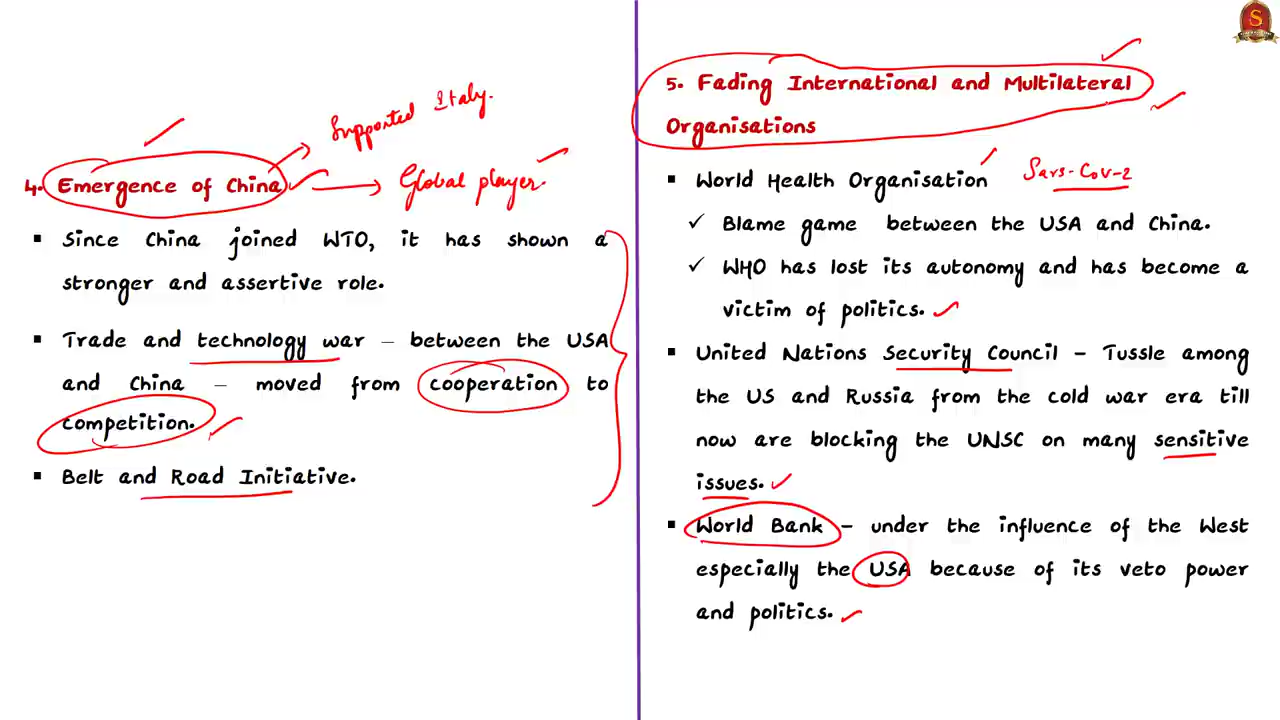 Supported Italy.
4. Emergence of China
Global player.
▪ Since China joined WTO, it has shown a
stronger and assertive role.
▪ Trade and technology war – between the USA
and China – moved from cooperation to
competition.
▪ Belt and Road Initiative.
5. Fading International and Multilateral
Organisations
▪ World Health Organisation
Sars-CoV-2
✓ Blame game between the USA and China.
✓ WHO has lost its autonomy and has become a
victim of politics.
▪ United Nations Security Council – Tussle among
the US and Russia from the cold war era till
now are blocking the UNSC on many sensitive
issues.
▪ World Bank – under the influence of the West
especially the USA because of its veto power
and politics.
S